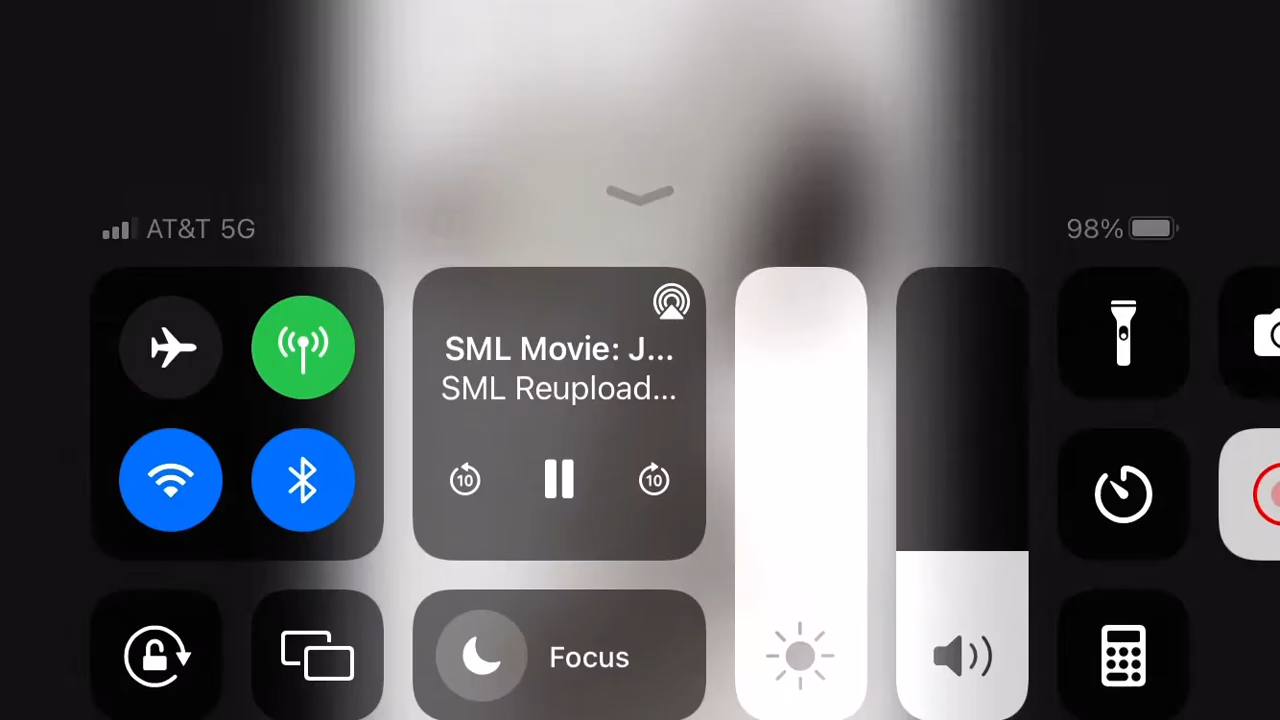 AT&T 5G
98%
SML Movie: J...
SML Reupload...
10
10
Focus